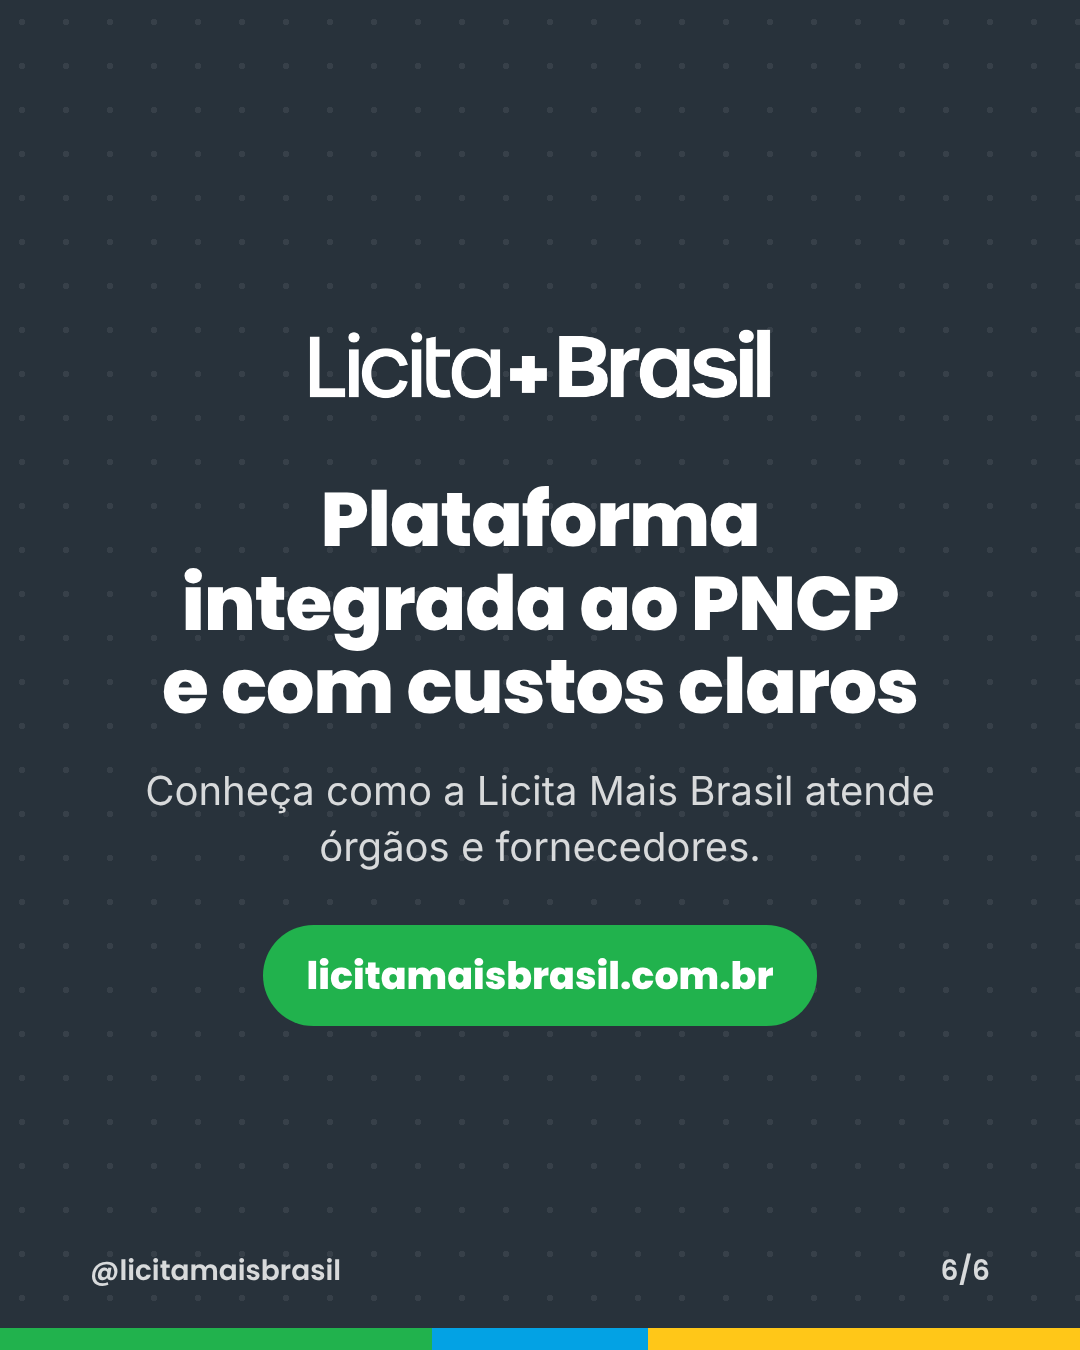 Licita+Brasil
Plataforma
integrada ao PNCP
e com custos claros
Conheça como a Licita Mais Brasil atende
órgãos e fornecedores.
licitamaisbrasil.com.br
@licitamaisbrasil
6/6